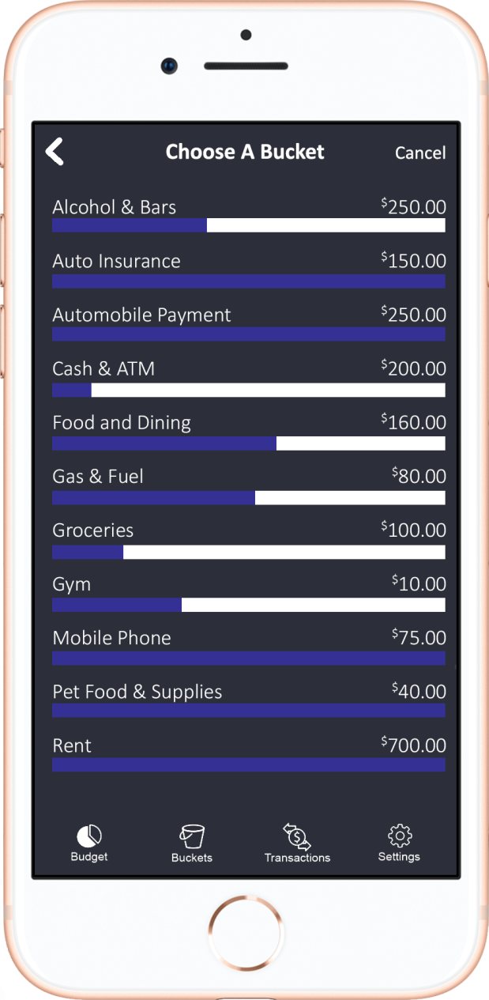 Choose A Bucket Cancel
Alcohol & Bars $250.00
Auto Insurance $150.00
Automobile Payment $250.00
Cash & ATM $200.00
Food and Dining $160.00
Gas & Fuel $80.00
Groceries $100.00
Gym $10.00
Mobile Phone $75.00
Pet Food & Supplies $40.00
Rent $700.00
Budget Buckets Transactions Settings